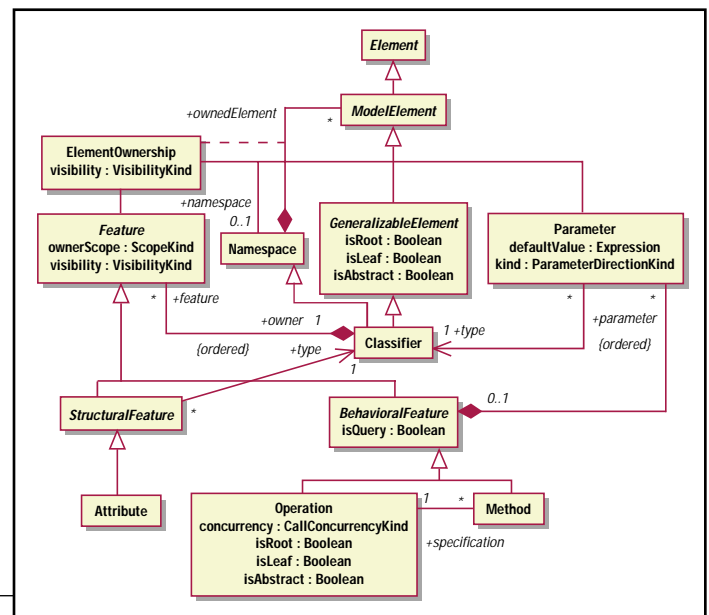 Element
+ownedElement
ModelElement
*
ElementOwnership
visibility : VisibilityKind
+namespace
0..1
Feature
ownerScope : ScopeKind
visibility : VisibilityKind
Namespace
GeneralizableElement
isRoot : Boolean
isLeaf : Boolean
isAbstract : Boolean
Parameter
defaultValue : Expression
kind : ParameterDirectionKind
*
+feature
*
*
+owner
1
Classifier
1
+type
+parameter
{ordered}
{ordered}
+type
1
StructuralFeature
*
BehavioralFeature
isQuery : Boolean
0..1
Attribute
Operation
concurrency : CallConcurrencyKind
isRoot : Boolean
isLeaf : Boolean
isAbstract : Boolean
1
*
Method
+specification